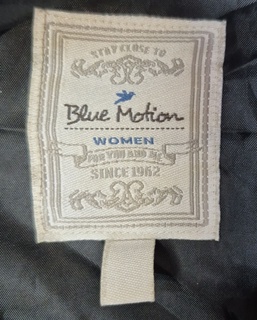 STAY CLOSE TO
Blue Motion
WOMEN
FOR YOU AND ME
SINCE 1962